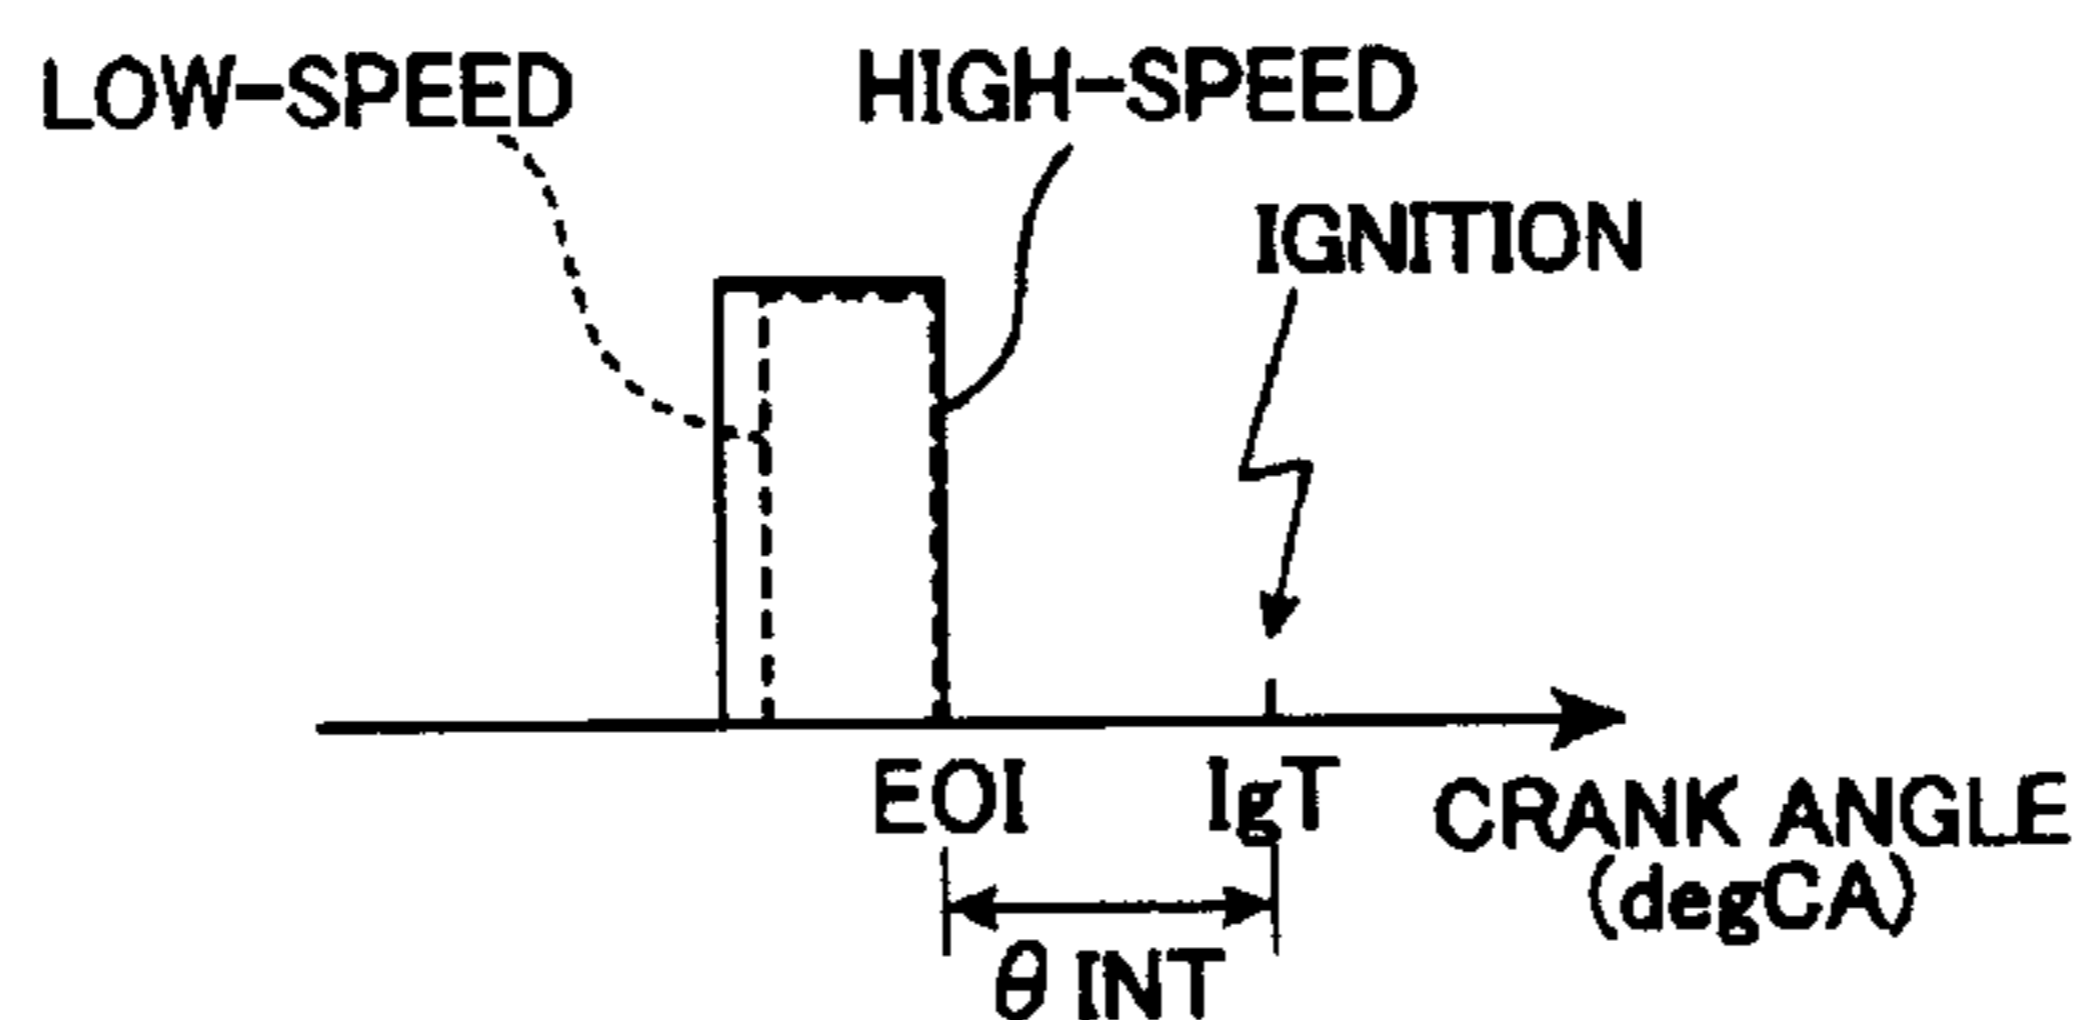 LOW-SPEED
HIGH-SPEED
IGNITION
EOI
IgT
CRANK ANGLE
(degCA)
θ INT